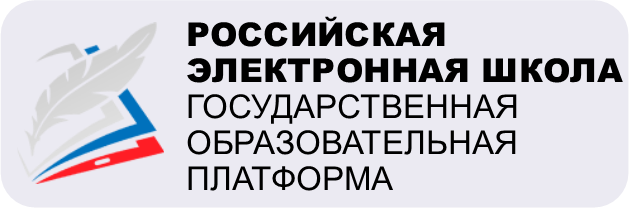 РОССИЙСКАЯ
ЭЛЕКТРОННАЯ ШКОЛА
ГОСУДАРСТВЕННАЯ
ОБРАЗОВАТЕЛЬНАЯ
ПЛАТФОРМА